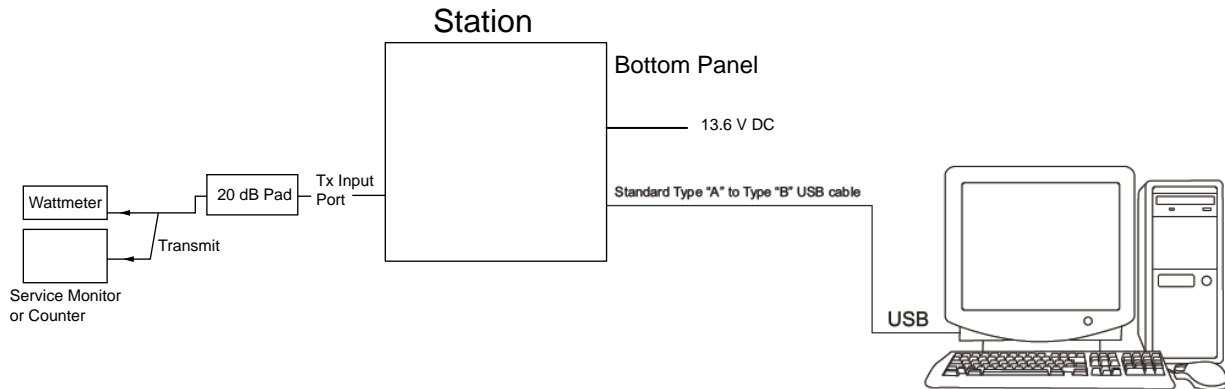 Station
Bottom Panel
13.6 V DC
Tx Input
Port
20 dB Pad
Wattmeter
Standard Type "A" to Type "B" USB cable
Transmit
Service Monitor
or Counter
USB